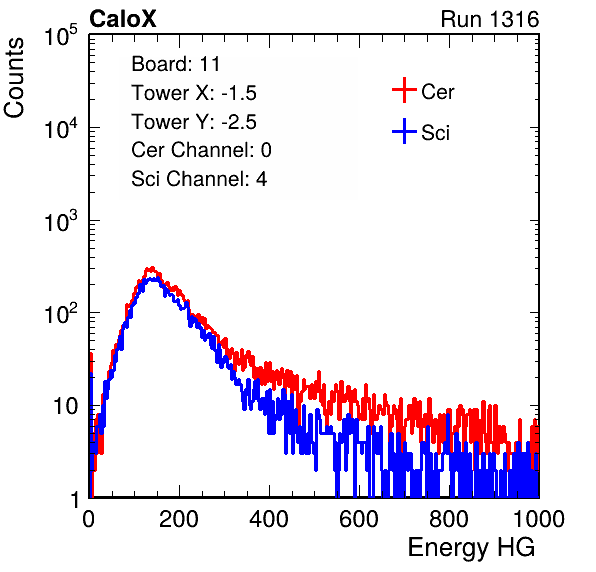 CaloX Run 1316
Counts
10^5
10^4
10^3
10^2
10
1
Board: 11
Tower X: -1.5
Tower Y: -2.5
Cer Channel: 0
Sci Channel: 4
Cer
Sci
0 200 400 600 800 1000
Energy HG